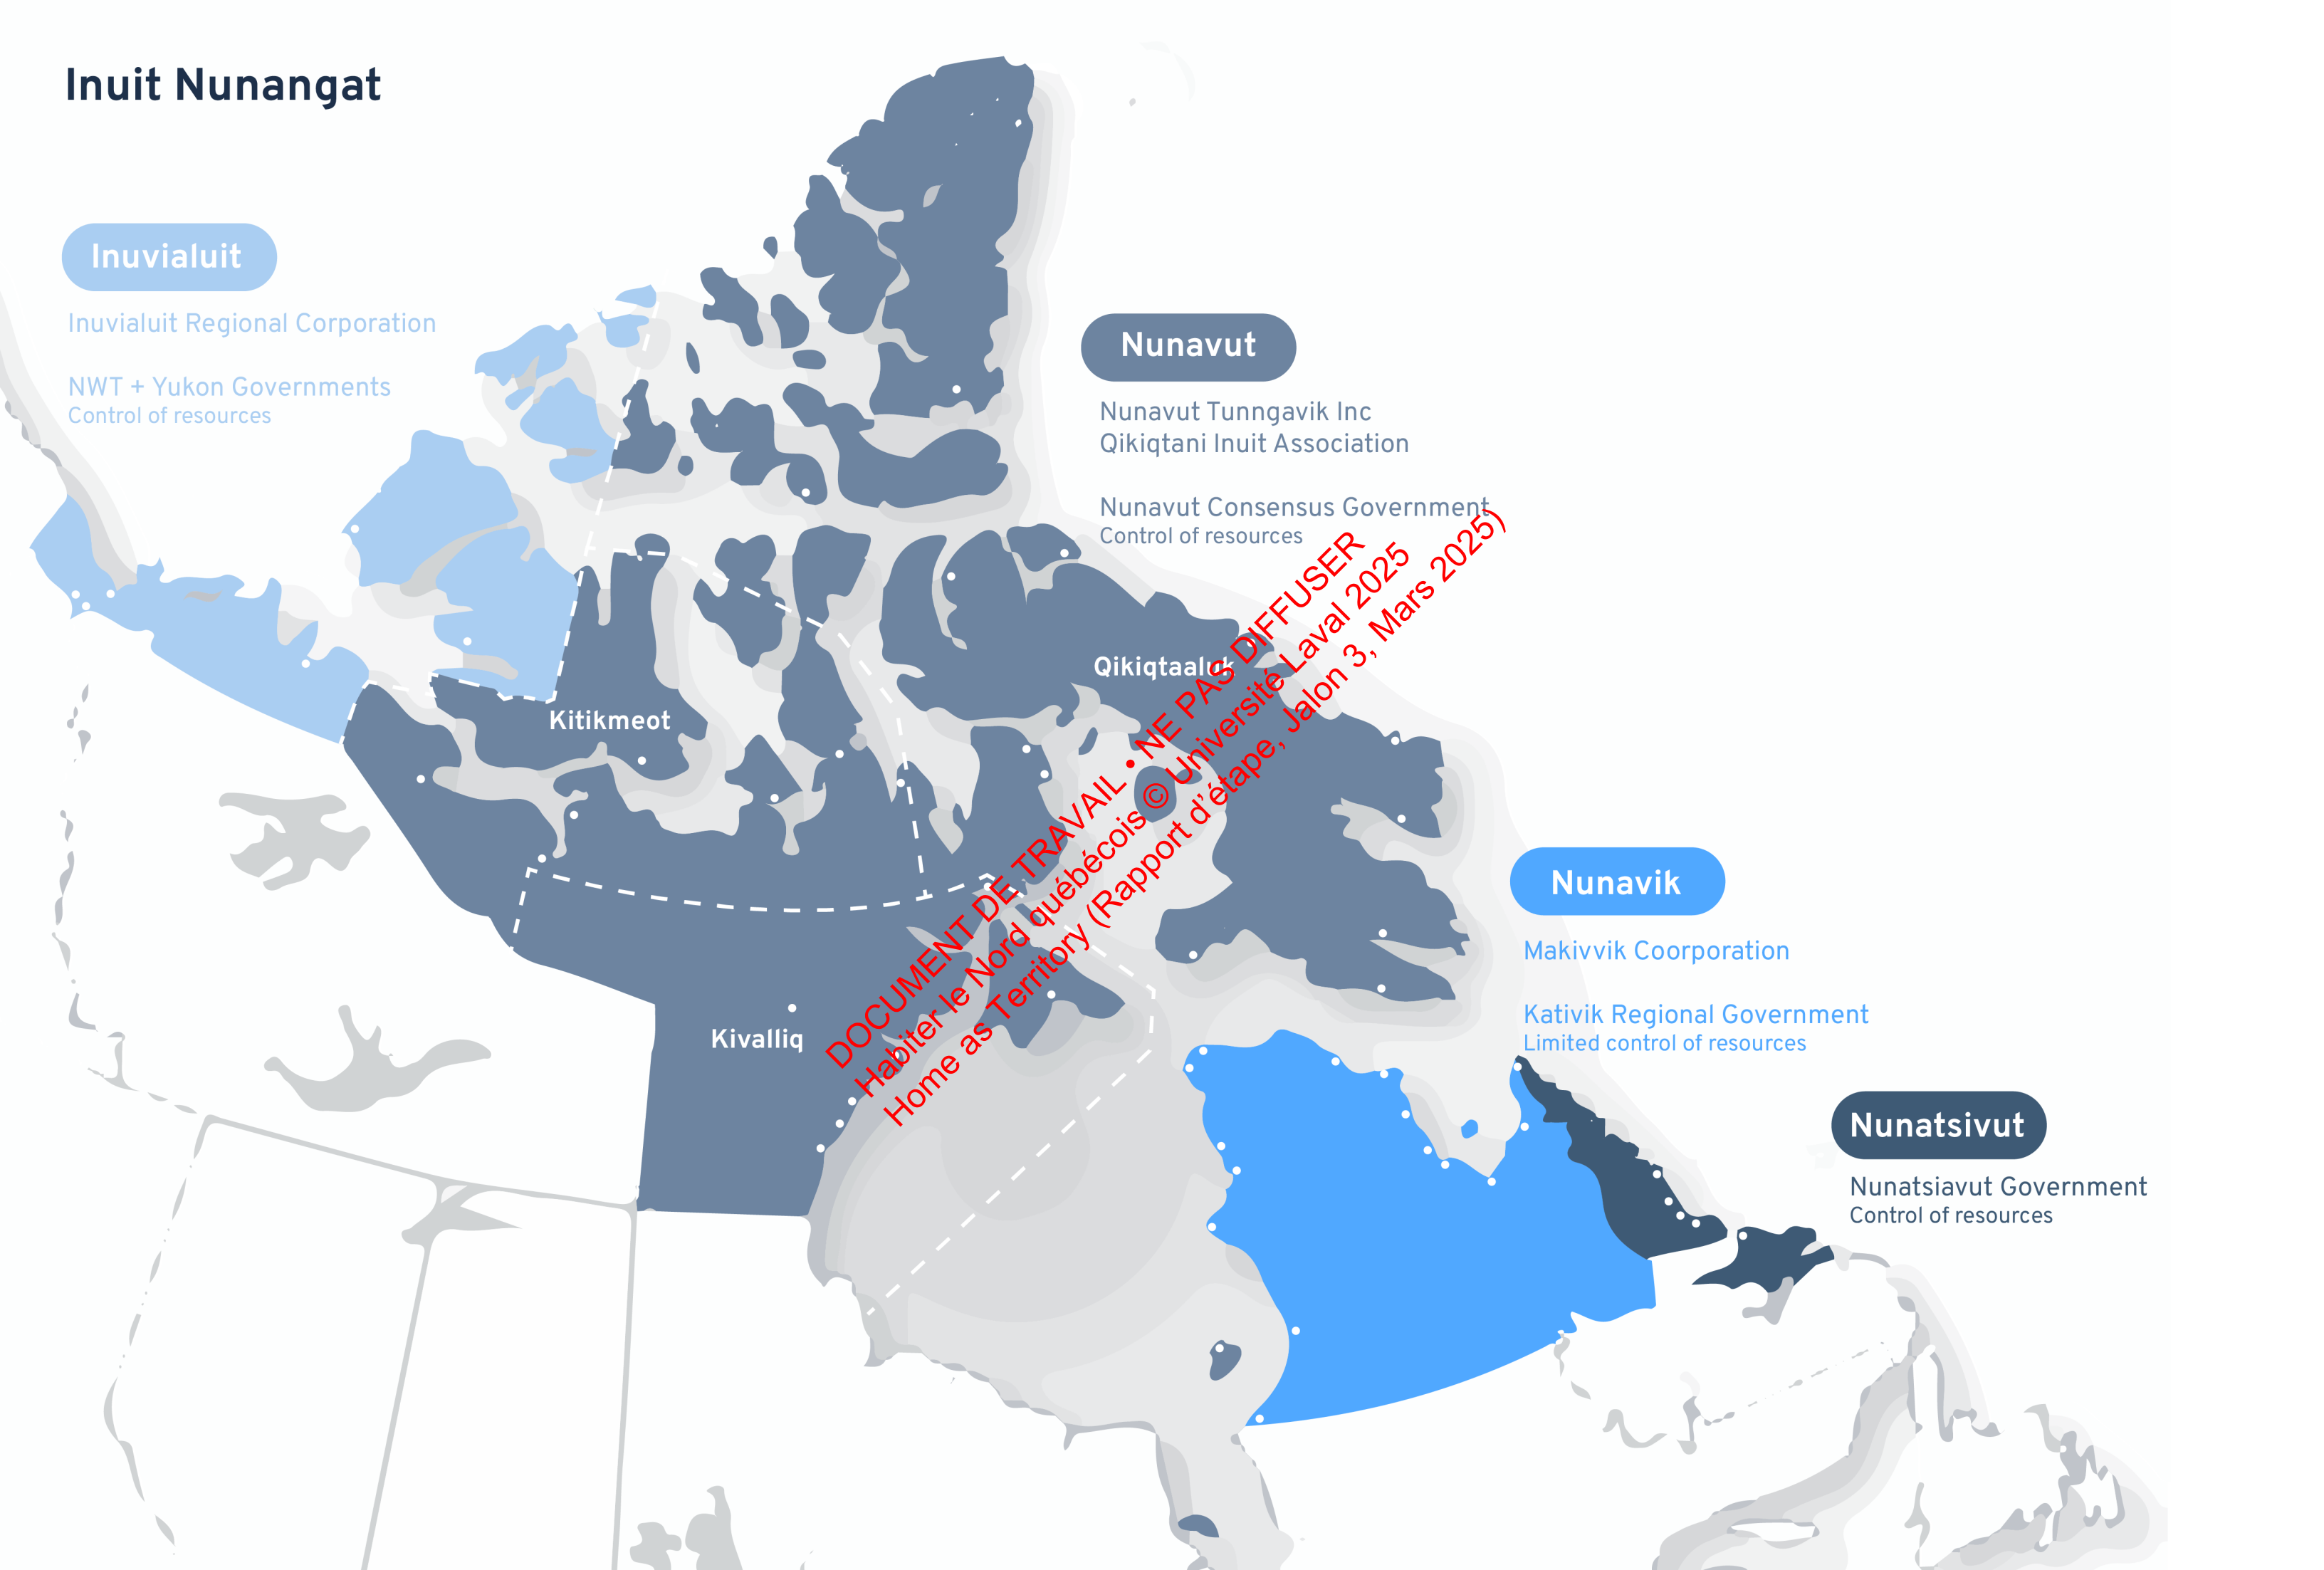 Inuit Nunangat
Inuvialuit
Inuvialuit Regional Corporation
NWT + Yukon Governments
Control of resources
Nunavut
Nunavut Tunngavik Inc
Qikiqtani Inuit Association
Nunavut Consensus Government
Control of resources
Qikiqtaaluk
Kitikmeot
Kivalliq
DOCUMENT DE TRAVAIL • NE PAS DIFFUSER
Habiter le Nord québécois © Université Laval 2025
Home as Territory (Rapport d'étape, Jalon 3, Mars 2025)
Nunavik
Makivvik Coorporation
Kativik Regional Government
Limited control of resources
Nunatsivut
Nunatsiavut Government
Control of resources